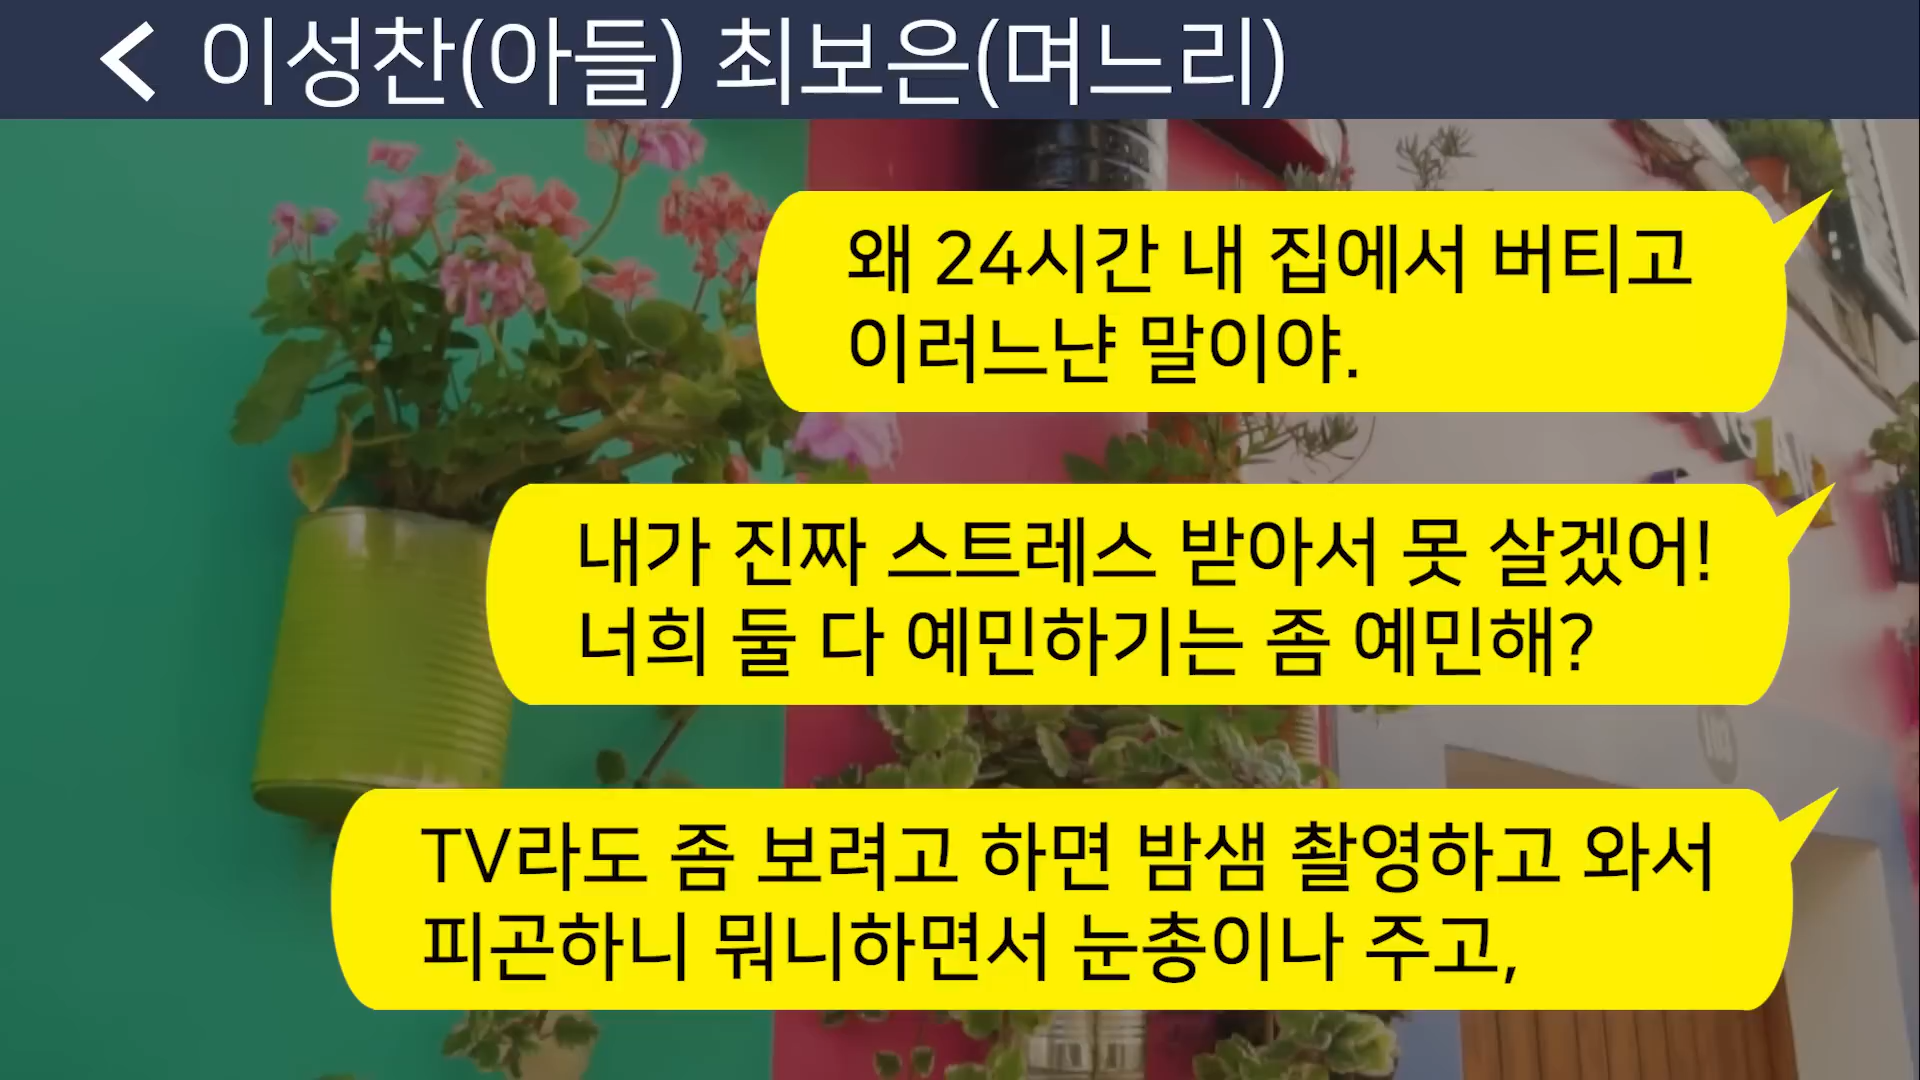 이성찬(아들) 최보은(며느리)
왜 24시간 내 집에서 버티고
이러느냔 말이야.
내가 진짜 스트레스 받아서 못 살겠어!
너희 둘 다 예민하기는 좀 예민해?
TV라도 좀 보려고 하면 밤샘 촬영하고 와서
피곤하니 뭐니하면서 눈총이나 주고,